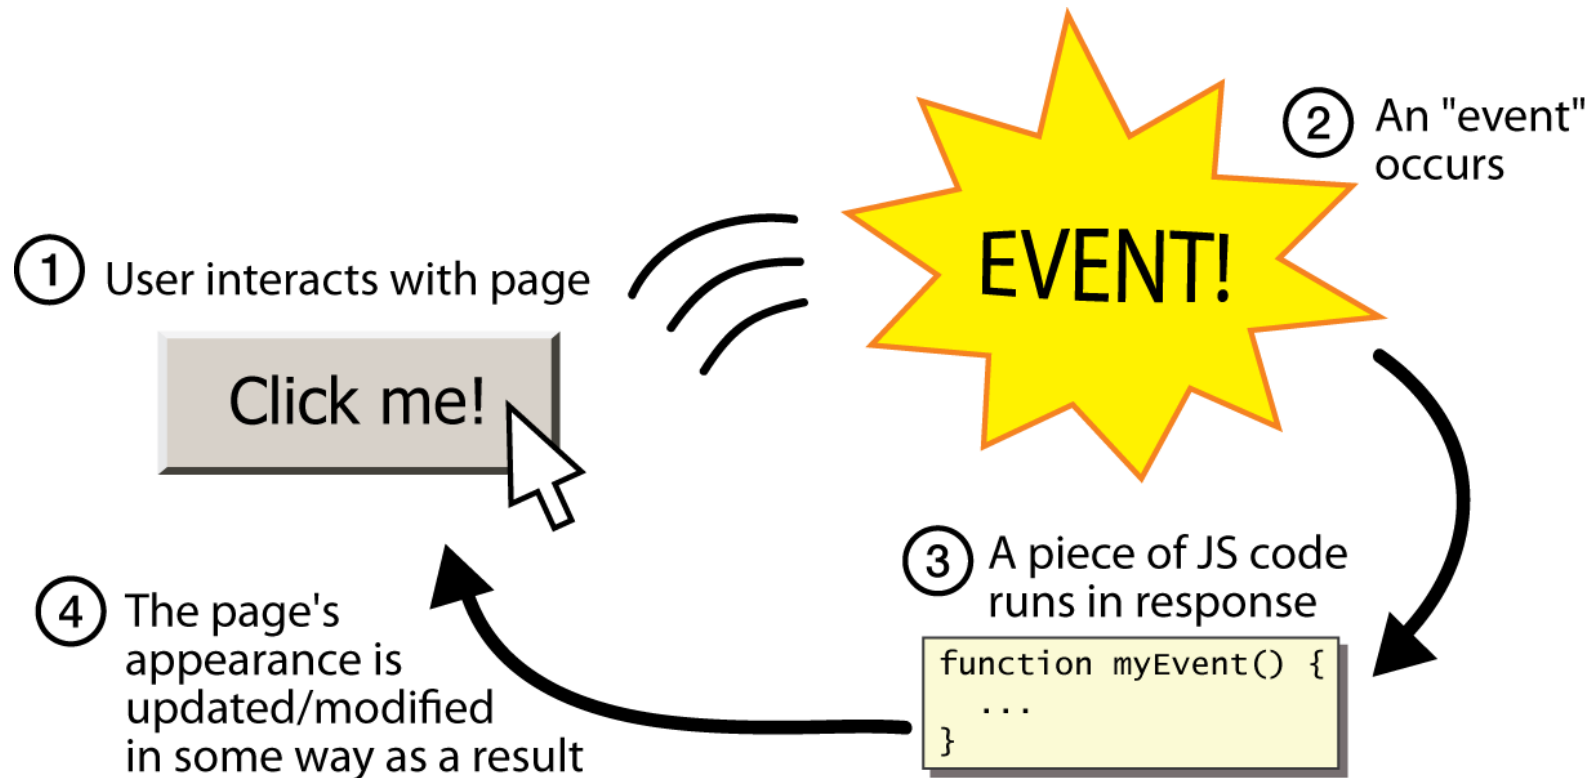 1 User interacts with page
Click me!
EVENT!
2 An "event"
occurs
3 A piece of JS code
runs in response
function myEvent() {
...
}
4 The page's
appearance is
updated/modified
in some way as a result